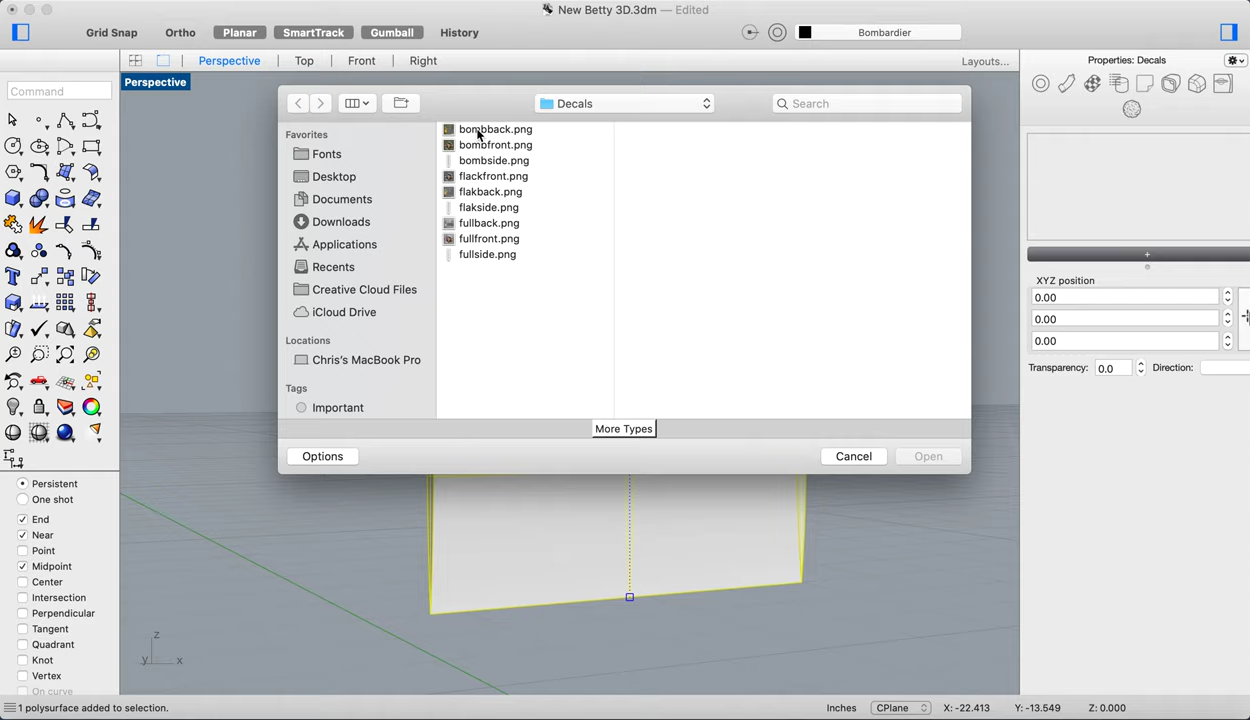 New Betty 3D.3dm — Edited
Grid Snap Ortho Planar SmartTrack Gumball History Bombardier
Perspective Top Front Right Layouts... Properties: Decals
Command
Perspective
Decals
Search
Favorites
Fonts
Desktop
Documents
Downloads
Applications
Recents
Creative Cloud Files
iCloud Drive
Locations
Chris's MacBook Pro
Tags
Important
bombback.png
bombfront.png
bombside.png
flackfront.png
flakback.png
flakside.png
fullback.png
fullfront.png
fullside.png
More Types
Options Cancel Open
+
XYZ position
0.00
0.00
0.00
Transparency: 0.0 Direction:
Persistent
One shot
End
Near
Point
Midpoint
Center
Intersection
Perpendicular
Tangent
Quadrant
Knot
Vertex
On curve
z
y x
1 polysurface added to selection. Inches CPlane X: -22.413 Y: -13.549 Z: 0.000